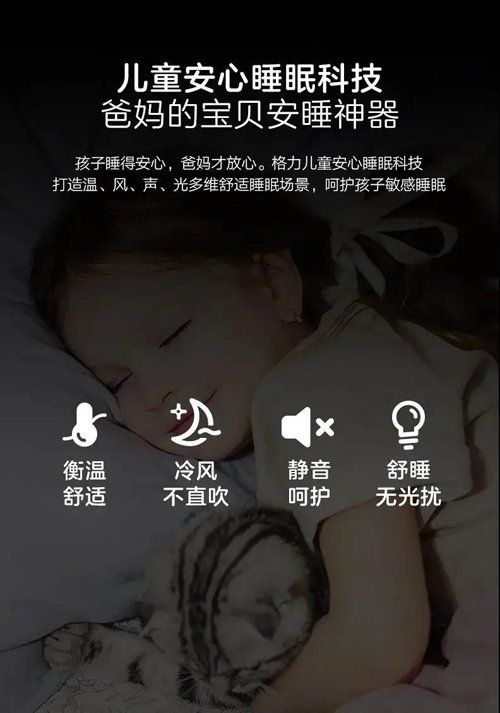 儿童安心睡眠科技
爸妈的宝贝安睡神器
孩子睡得安心，爸妈才放心。格力儿童安心睡眠科技
打造温、风、声、光多维舒适睡眠场景，呵护孩子敏感睡眠
衡温 冷风 静音 舒睡
舒适 不直吹 呵护 无光扰